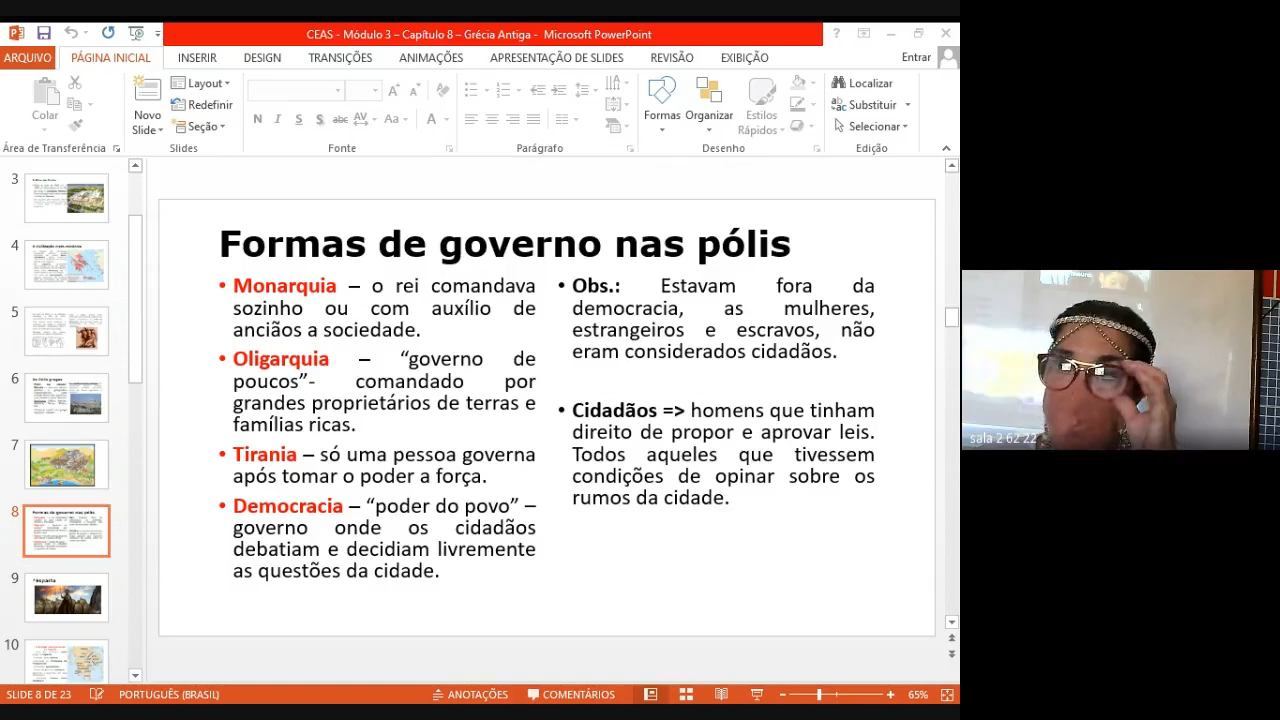 CEAS - Módulo 3 – Capítulo 8 – Grécia Antiga - Microsoft PowerPoint
ARQUIVO PÁGINA INICIAL INSERIR DESIGN TRANSIÇÕES ANIMAÇÕES APRESENTAÇÃO DE SLIDES REVISÃO EXIBIÇÃO Entrar
Colar
Novo
Slide
Layout
Redefinir
Seção
N I S S abc AV Aa A
Formas
Organizar
Estilos
Rápidos
Localizar
Substituir
Selecionar
Área de Transferência Slides Fonte Parágrafo Desenho Edição
3
4
5
6
7
8
9
10
Formas de governo nas pólis
• Monarquia – o rei comandava
sozinho ou com auxílio de
anciãos a sociedade.
• Oligarquia – “governo de
poucos”- comandado por
grandes proprietários de terras e
famílias ricas.
• Tirania – só uma pessoa governa
após tomar o poder a força.
• Democracia – “poder do povo” –
governo onde os cidadãos
debatiam e decidiam livremente
as questões da cidade.
• Obs.: Estavam fora da
democracia, as mulheres,
estrangeiros e escravos, não
eram considerados cidadãos.
• Cidadãos => homens que tinham
direito de propor e aprovar leis.
Todos aqueles que tivessem
condições de opinar sobre os
rumos da cidade.
sala 2 62 22
SLIDE 8 DE 23 PORTUGUÊS (BRASIL) ANOTAÇÕES COMENTÁRIOS 65%